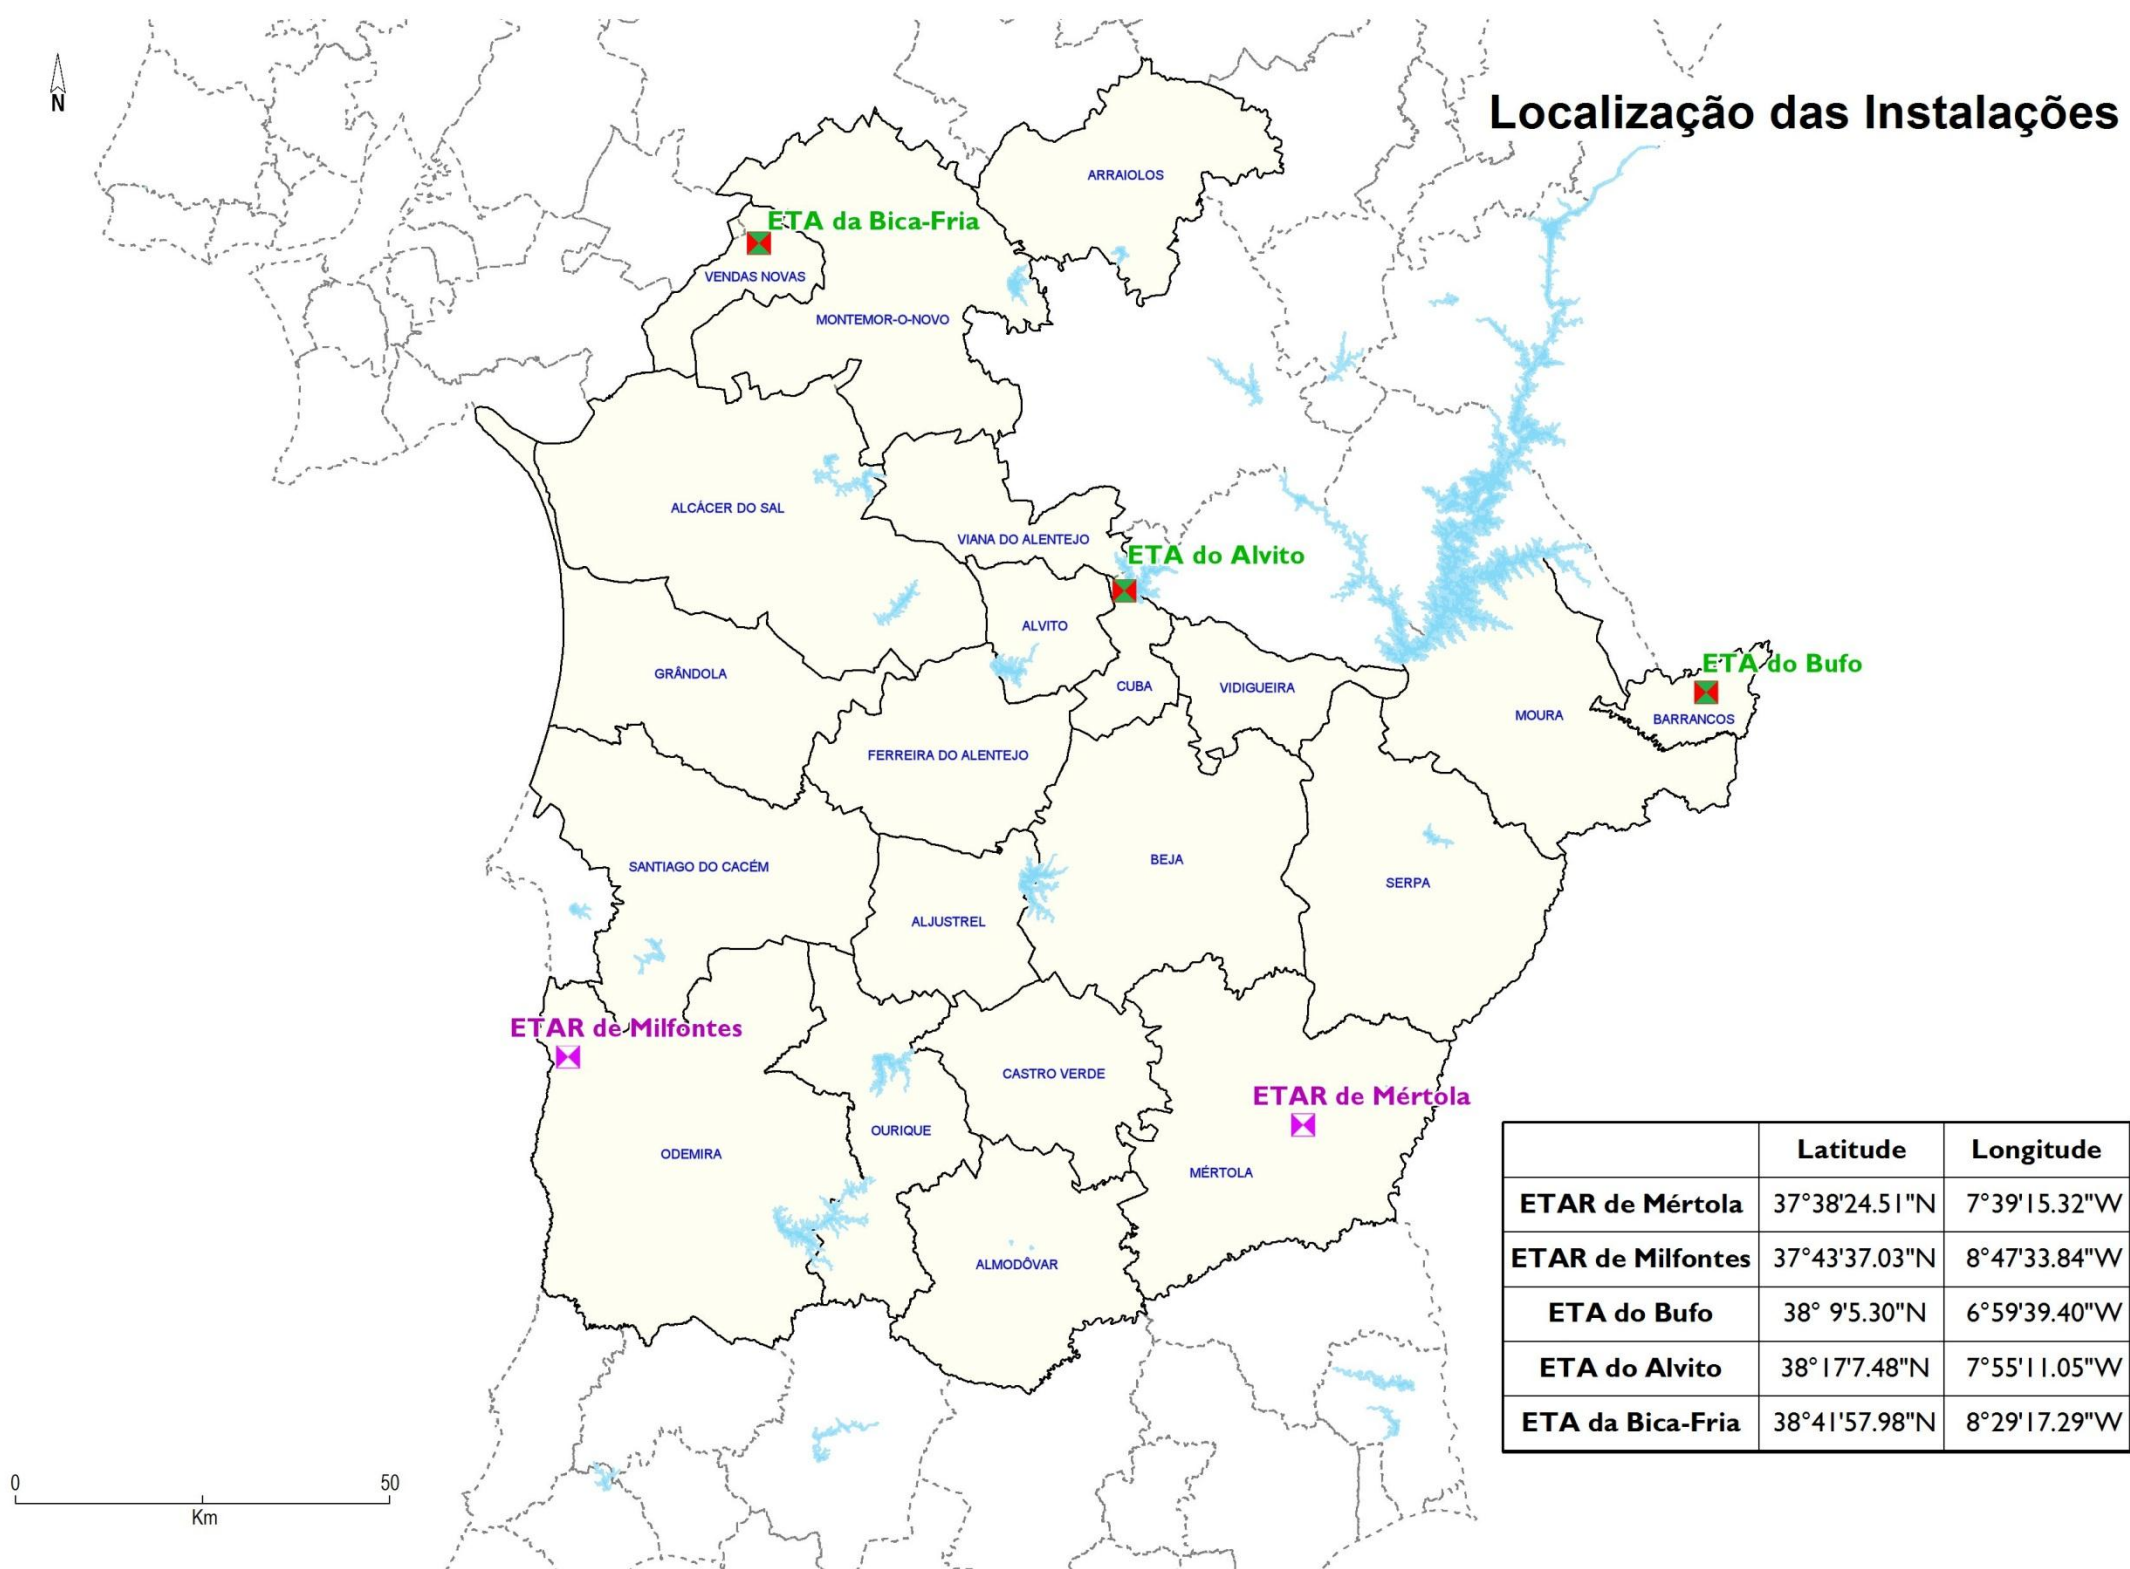 N
Localização das Instalações
ARRAIOLOS
ETA da Bica-Fria
VENDAS NOVAS
MONTEMOR-O-NOVO
ALCÁCER DO SAL
VIANA DO ALENTEJO
ETA do Alvito
ALVITO
GRÂNDOLA
CUBA
VIDIGUEIRA
ETA do Bufo
MOURA
BARRANCOS
FERREIRA DO ALENTEJO
BEJA
SANTIAGO DO CACÉM
SERPA
ALJUSTREL
ETAR de Milfontes
CASTRO VERDE
ETAR de Mértola
OURIQUE
ODEMIRA
MÉRTOLA
ALMODÔVAR
Latitude Longitude
ETAR de Mértola 37°38'24.51"N 7°39'15.32"W
ETAR de Milfontes 37°43'37.03"N 8°47'33.84"W
ETA do Bufo 38° 9'5.30"N 6°59'39.40"W
ETA do Alvito 38°17'7.48"N 7°55'11.05"W
ETA da Bica-Fria 38°41'57.98"N 8°29'17.29"W
0 50
Km